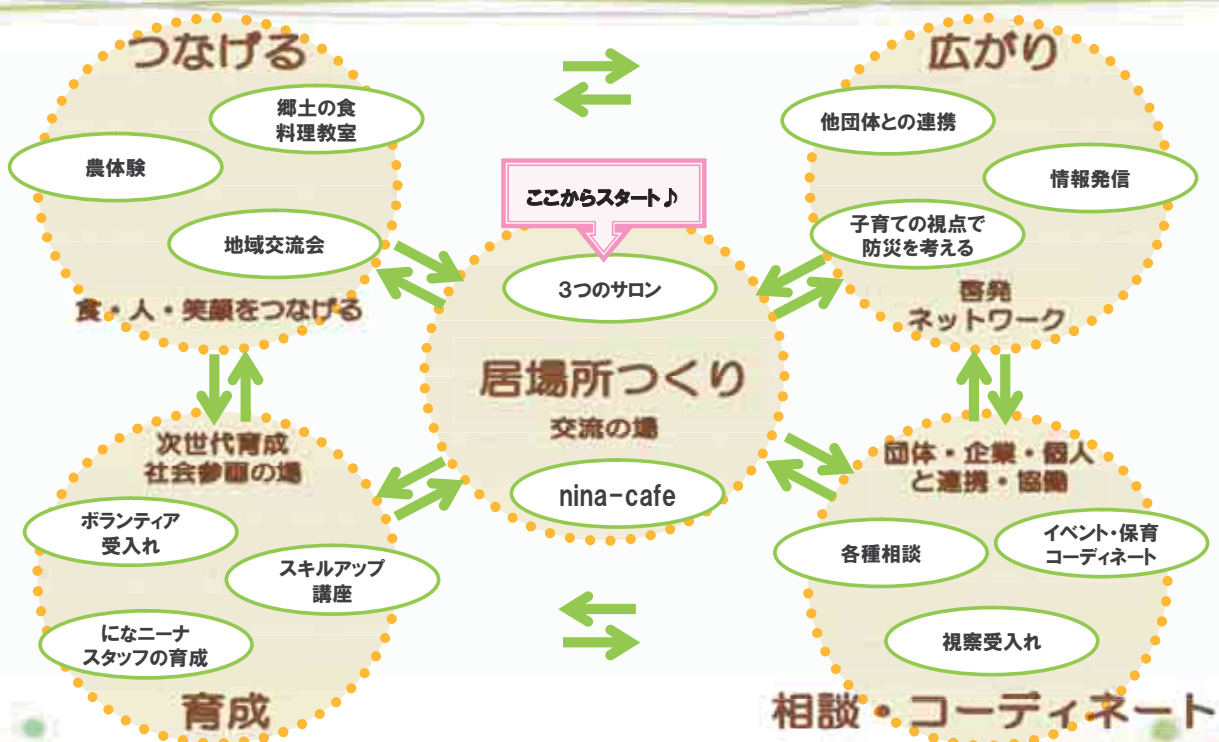 つなげる
郷土の食
料理教室
農体験
地域交流会
食・人・笑顔をつなげる
広がり
他団体との連携
情報発信
子育ての視点で
防災を考える
啓発
ネットワーク
ここからスタート♪
3つのサロン
居場所つくり
交流の場
nina-cafe
次世代育成
社会参画の場
ボランティア
受入れ
スキルアップ
講座
になニーナ
スタッフの育成
育成
団体・企業・個人
と連携・協働
各種相談
イベント・保育
コーディネート
視察受入れ
相談・コーディネート